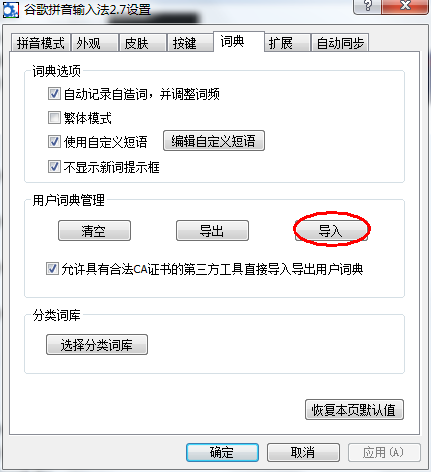 谷歌拼音输入法2.7设置
拼音模式 外观 皮肤 按键 词典 扩展 自动同步
词典选项
自动记录自造词，并调整词频
繁体模式
使用自定义短语 编辑自定义短语
不显示新词提示框
用户词典管理
清空 导出 导入
允许具有合法CA证书的第三方工具直接导入导出用户词典
分类词库
选择分类词库
恢复本页默认值
确定 取消 应用(A)